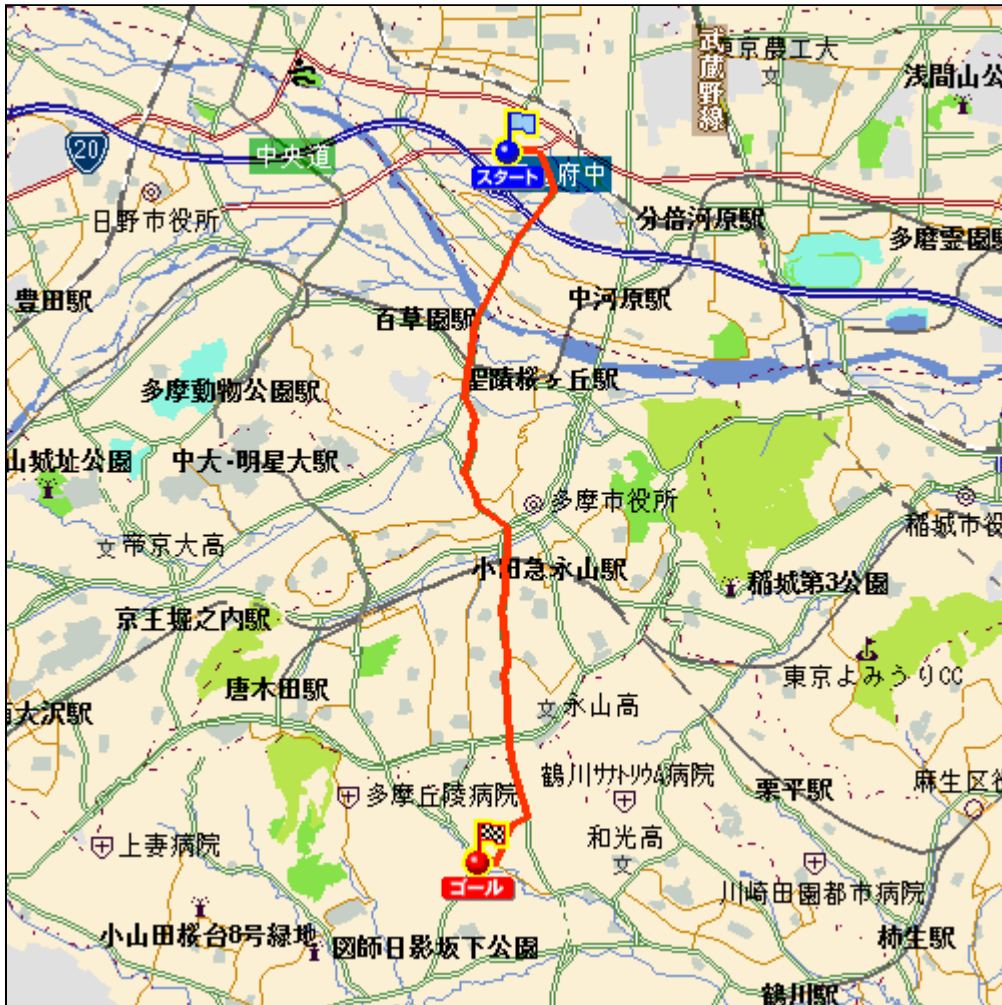 武蔵野線
東京農工大
浅間山公
20
中央道
スタート
府中
日野市役所
分倍河原駅
多磨霊園駅
豊田駅
中河原駅
百草園駅
聖蹟桜ヶ丘駅
多摩動物公園駅
山城址公園
中大-明星大駅
多摩市役所
稲城市役
帝京大高
小田急永山駅
稲城第3公園
京王堀之内駅
東京よみうりCC
唐木田駅
大沢駅
永山高
鶴川サナトリウム病院
栗平駅
麻生区役
多摩丘陵病院
上妻病院
和光高
ゴール
川崎田園都市病院
小山田桜台8号緑地
図師日影坂下公園
柿生駅
鶴川駅